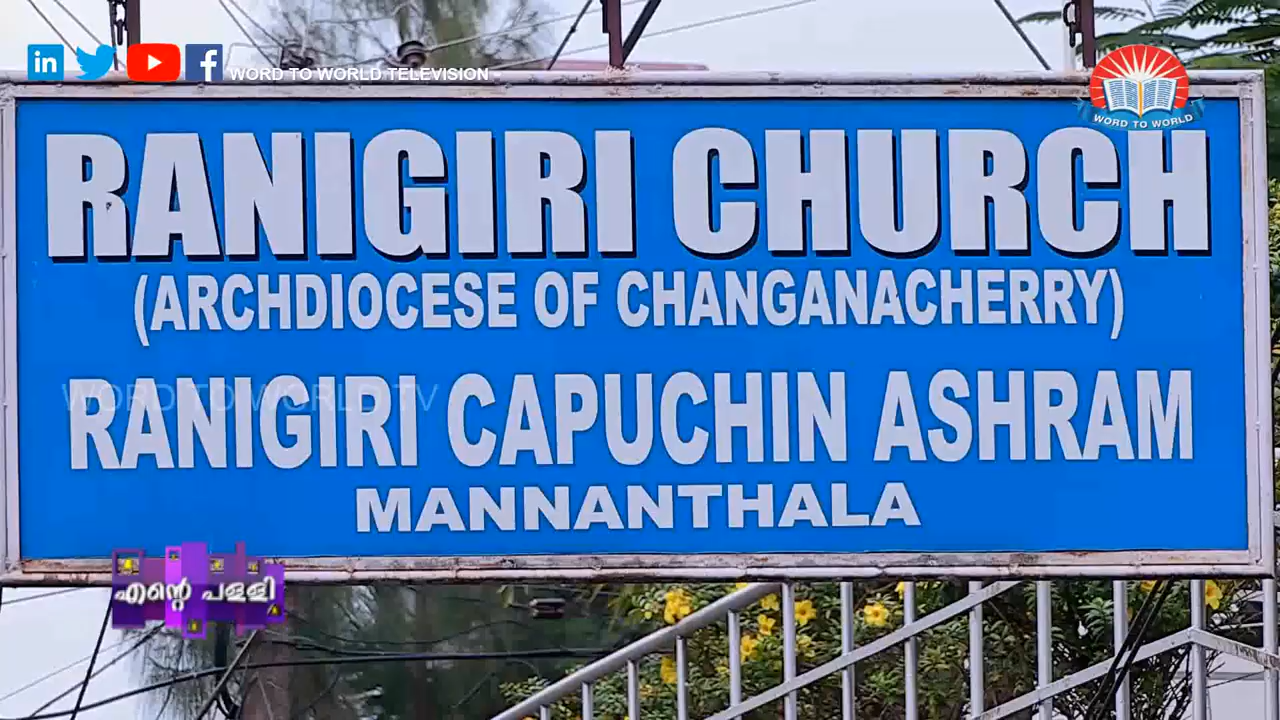 WORD TO WORLD TELEVISION -
WORD TO WORLD
RANIGIRI CHURCH
(ARCHDIOCESE OF CHANGANACHERRY)
WORD TO WORLD TV
RANIGIRI CAPUCHIN ASHRAM
MANNANTHALA
എന്റെ പള്ളി